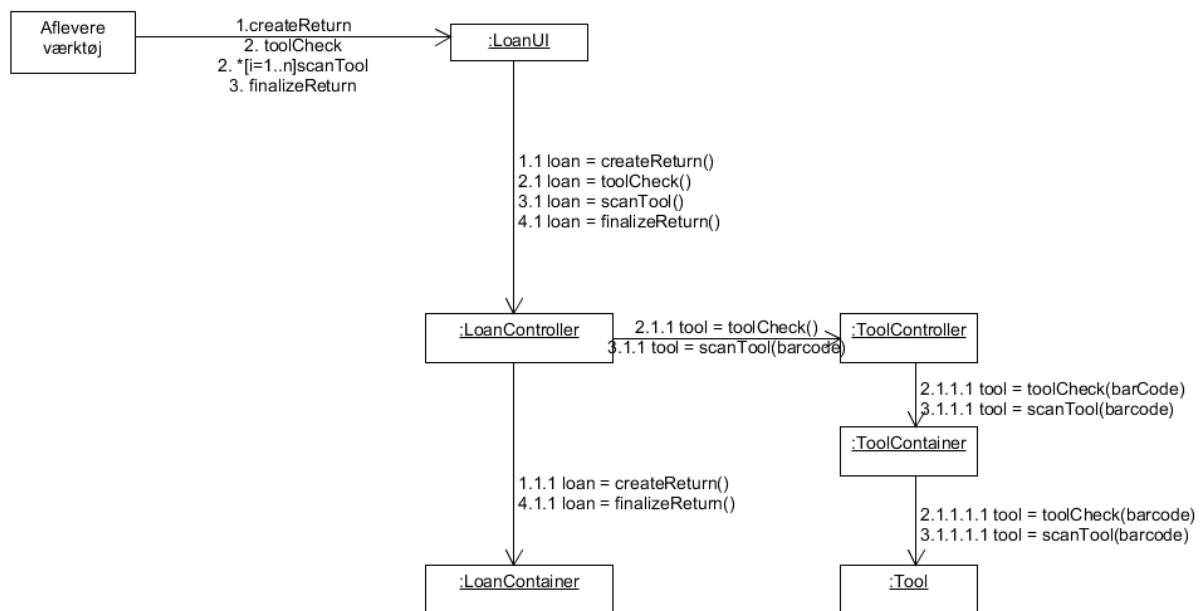 Aflevere
værktøj
1.createReturn
2. toolCheck
2. *[i=1..n]scanTool
3. finalizeReturn
:LoanUI
1.1 loan = createReturn()
2.1 loan = toolCheck()
3.1 loan = scanTool()
4.1 loan = finalizeReturn()
:LoanController
2.1.1 tool = toolCheck()
3.1.1 tool = scanTool(barcode)
:ToolController
2.1.1.1 tool = toolCheck(barCode)
3.1.1.1 tool = scanTool(barcode)
:ToolContainer
1.1.1 loan = createReturn()
4.1.1 loan = finalizeReturn()
2.1.1.1.1 tool = toolCheck(barcode)
3.1.1.1.1 tool = scanTool(barcode)
:LoanContainer
:Tool